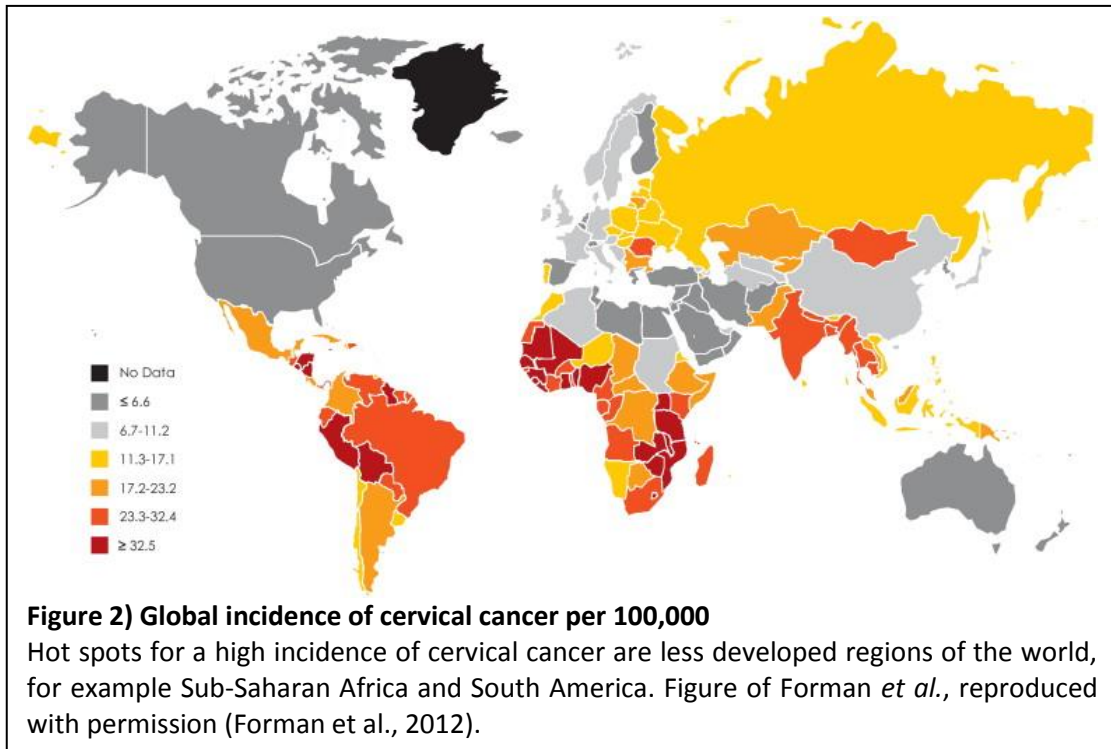 No Data
≤ 6.6
6.7-11.2
11.3-17.1
17.2-23.2
23.3-32.4
≥ 32.5
Figure 2) Global incidence of cervical cancer per 100,000
Hot spots for a high incidence of cervical cancer are less developed regions of the world,
for example Sub-Saharan Africa and South America. Figure of Forman et al., reproduced
with permission (Forman et al., 2012).